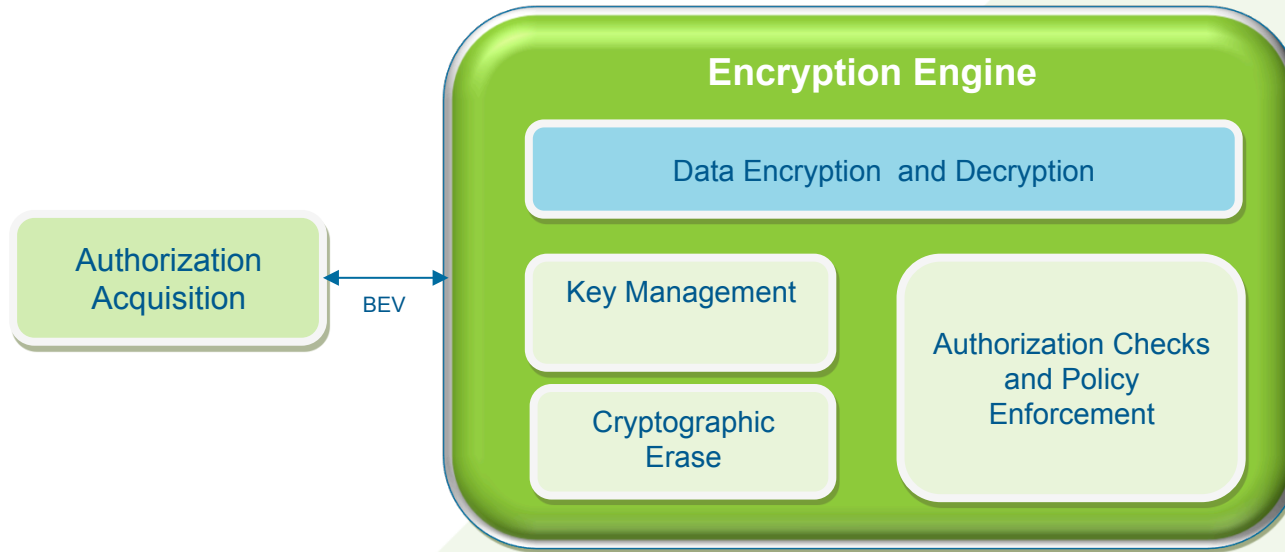 Encryption Engine
Data Encryption and Decryption
Authorization
Acquisition
BEV
Key Management
Cryptographic
Erase
Authorization Checks
and Policy
Enforcement